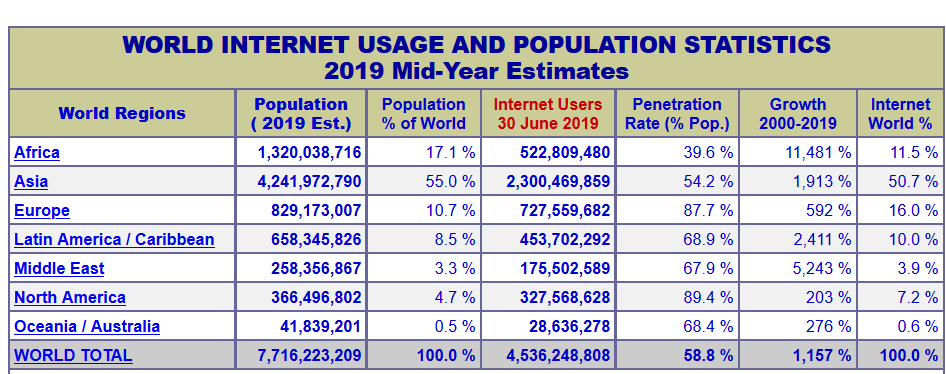 WORLD INTERNET USAGE AND POPULATION STATISTICS
2019 Mid-Year Estimates
World Regions Population ( 2019 Est.) Population % of World Internet Users 30 June 2019 Penetration Rate (% Pop.) Growth 2000-2019 Internet World %
Africa 1,320,038,716 17.1 % 522,809,480 39.6 % 11,481 % 11.5 %
Asia 4,241,972,790 55.0 % 2,300,469,859 54.2 % 1,913 % 50.7 %
Europe 829,173,007 10.7 % 727,559,682 87.7 % 592 % 16.0 %
Latin America / Caribbean 658,345,826 8.5 % 453,702,292 68.9 % 2,411 % 10.0 %
Middle East 258,356,867 3.3 % 175,502,589 67.9 % 5,243 % 3.9 %
North America 366,496,802 4.7 % 327,568,628 89.4 % 203 % 7.2 %
Oceania / Australia 41,839,201 0.5 % 28,636,278 68.4 % 276 % 0.6 %
WORLD TOTAL 7,716,223,209 100.0 % 4,536,248,808 58.8 % 1,157 % 100.0 %